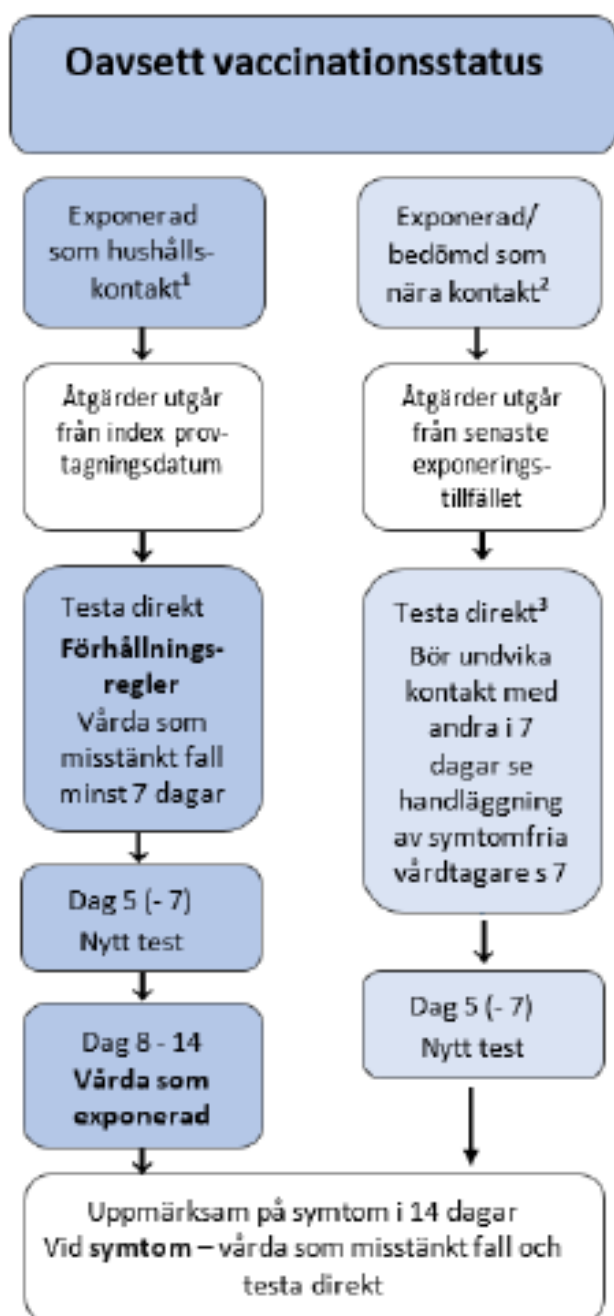 Oavsett vaccinationsstatus
Exponerad
som hushålls-
kontakt¹
Åtgärder utgår
från index prov-
tagningsdatum
Testa direkt
Förhållnings-
regler
Vårda som
misstänkt fall
minst 7 dagar
Dag 5 (- 7)
Nytt test
Dag 8 - 14
Vårda som
exponerad
Exponerad/
bedömd som
nära kontakt²
Åtgärder utgår
från senaste
exponerings-
tillfället
Testa direkt³
Bör undvika
kontakt med
andra i 7
dagar se
handläggning
av symtomfria
vårdtagare s 7
Dag 5 (- 7)
Nytt test
Uppmärksam på symtom i 14 dagar
Vid symtom – vårda som misstänkt fall och
testa direkt